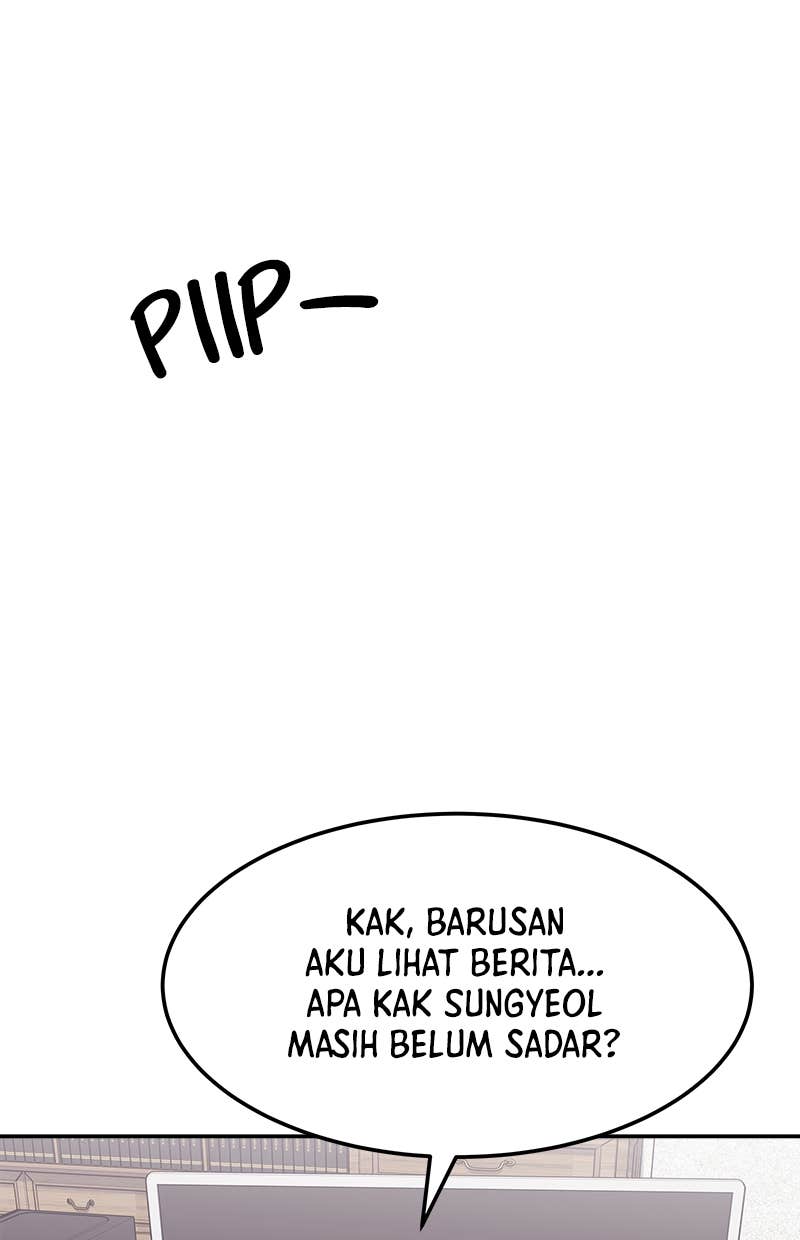 PIIP-
KAK, BARUSAN
AKU LIHAT BERITA...
APA KAK SUNGYEOL
MASIH BELUM SADAR?